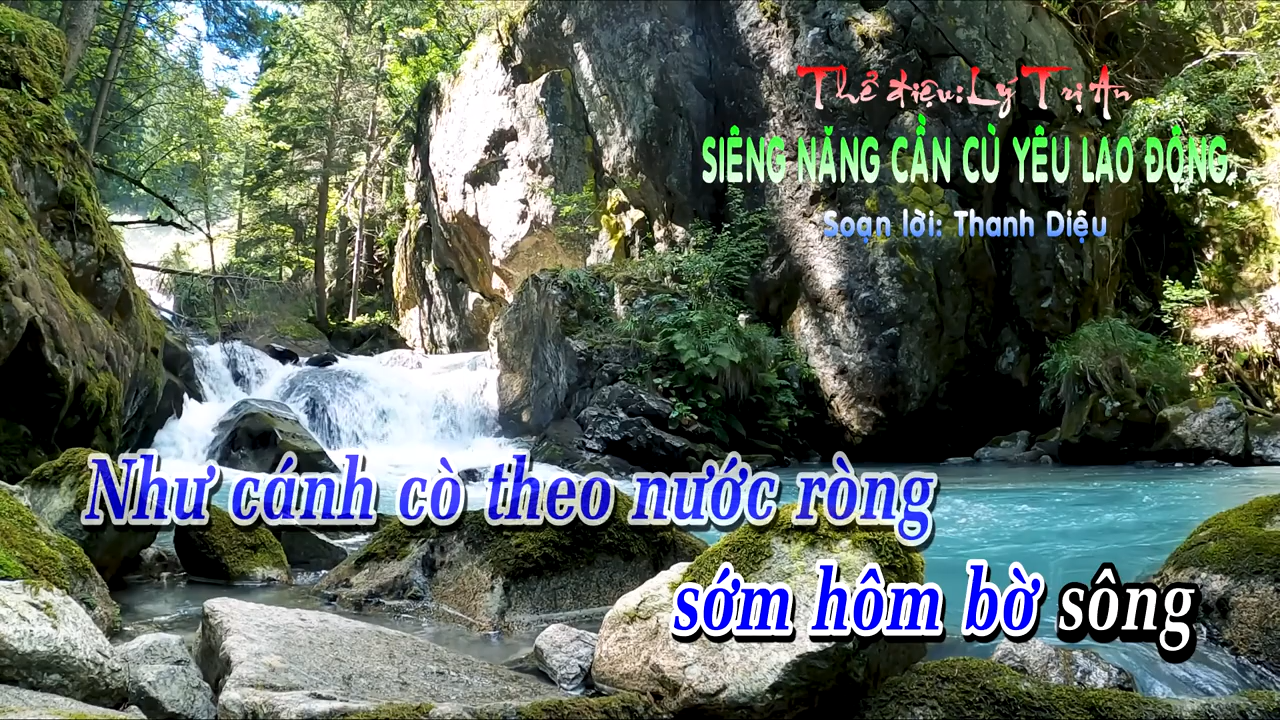 Thể điệu: Lý Trị An
SIÊNG NĂNG CẦN CÙ YÊU LAO ĐỘNG
Soạn lời: Thanh Diệu
Như cánh cò theo nước ròng
sớm hôm bờ sông